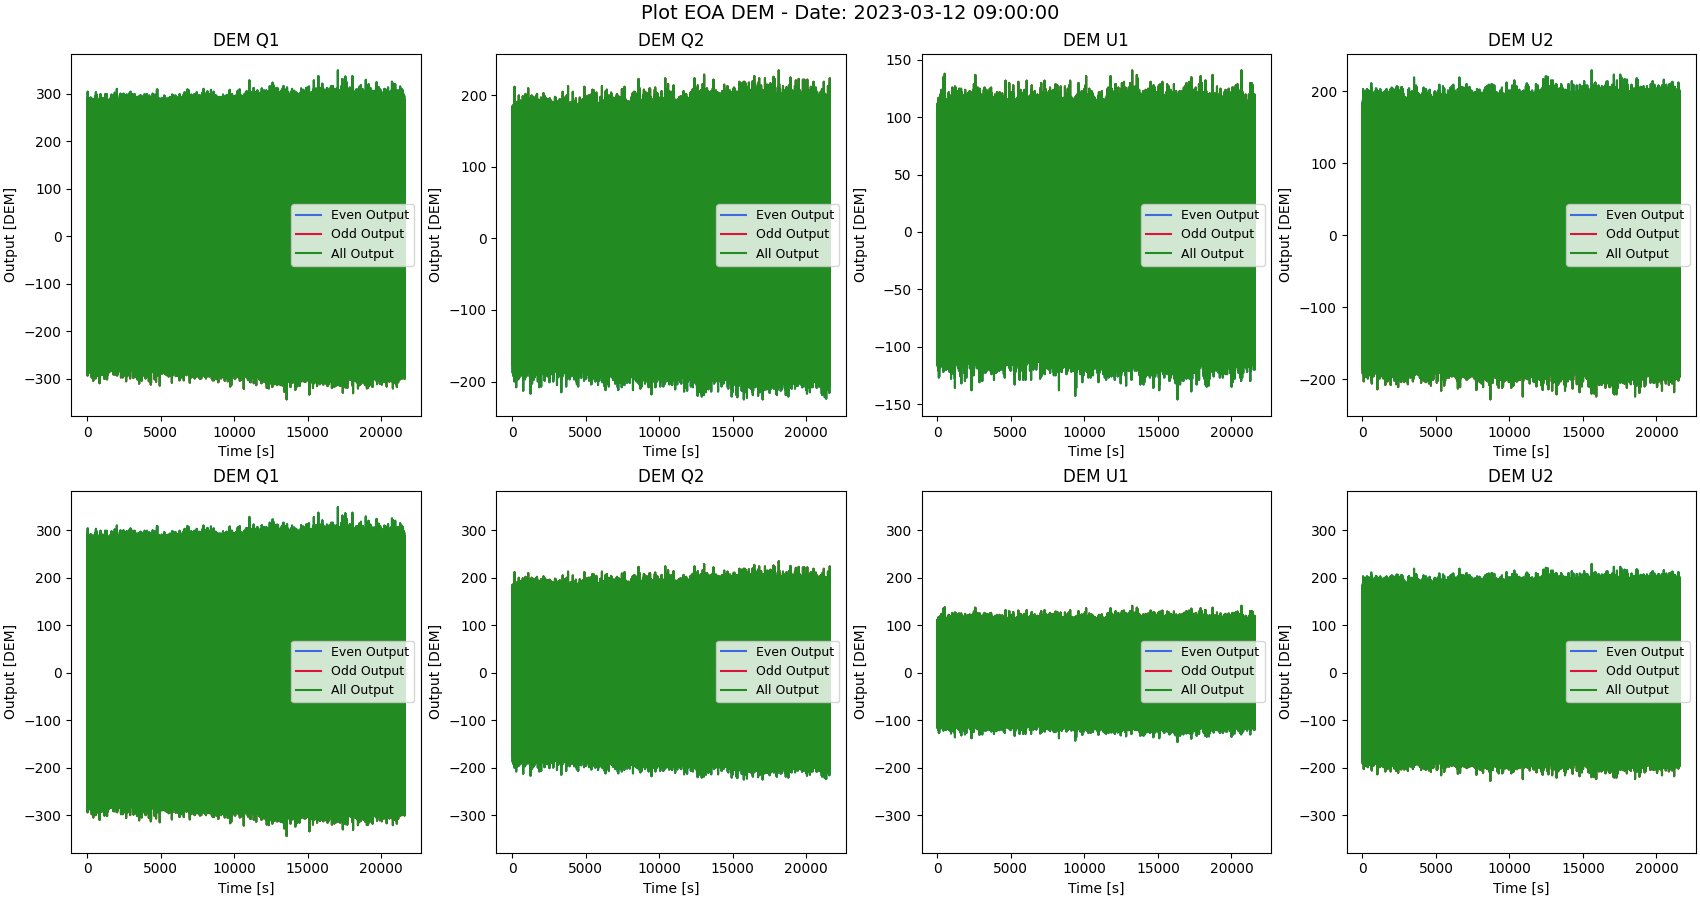 Plot EOA DEM - Date: 2023-03-12 09:00:00
DEM Q1
Output [DEM]
300
200
100
0
−100
−200
−300
0 5000 10000 15000 20000
Time [s]
Even Output
Odd Output
All Output
DEM Q2
Output [DEM]
200
100
0
−100
−200
0 5000 10000 15000 20000
Time [s]
Even Output
Odd Output
All Output
DEM U1
Output [DEM]
150
100
50
0
−50
−100
−150
0 5000 10000 15000 20000
Time [s]
Even Output
Odd Output
All Output
DEM U2
Output [DEM]
200
100
0
−100
−200
0 5000 10000 15000 20000
Time [s]
Even Output
Odd Output
All Output
DEM Q1
Output [DEM]
300
200
100
0
−100
−200
−300
0 5000 10000 15000 20000
Time [s]
Even Output
Odd Output
All Output
DEM Q2
Output [DEM]
300
200
100
0
−100
−200
−300
0 5000 10000 15000 20000
Time [s]
Even Output
Odd Output
All Output
DEM U1
Output [DEM]
300
200
100
0
−100
−200
−300
0 5000 10000 15000 20000
Time [s]
Even Output
Odd Output
All Output
DEM U2
Output [DEM]
300
200
100
0
−100
−200
−300
0 5000 10000 15000 20000
Time [s]
Even Output
Odd Output
All Output